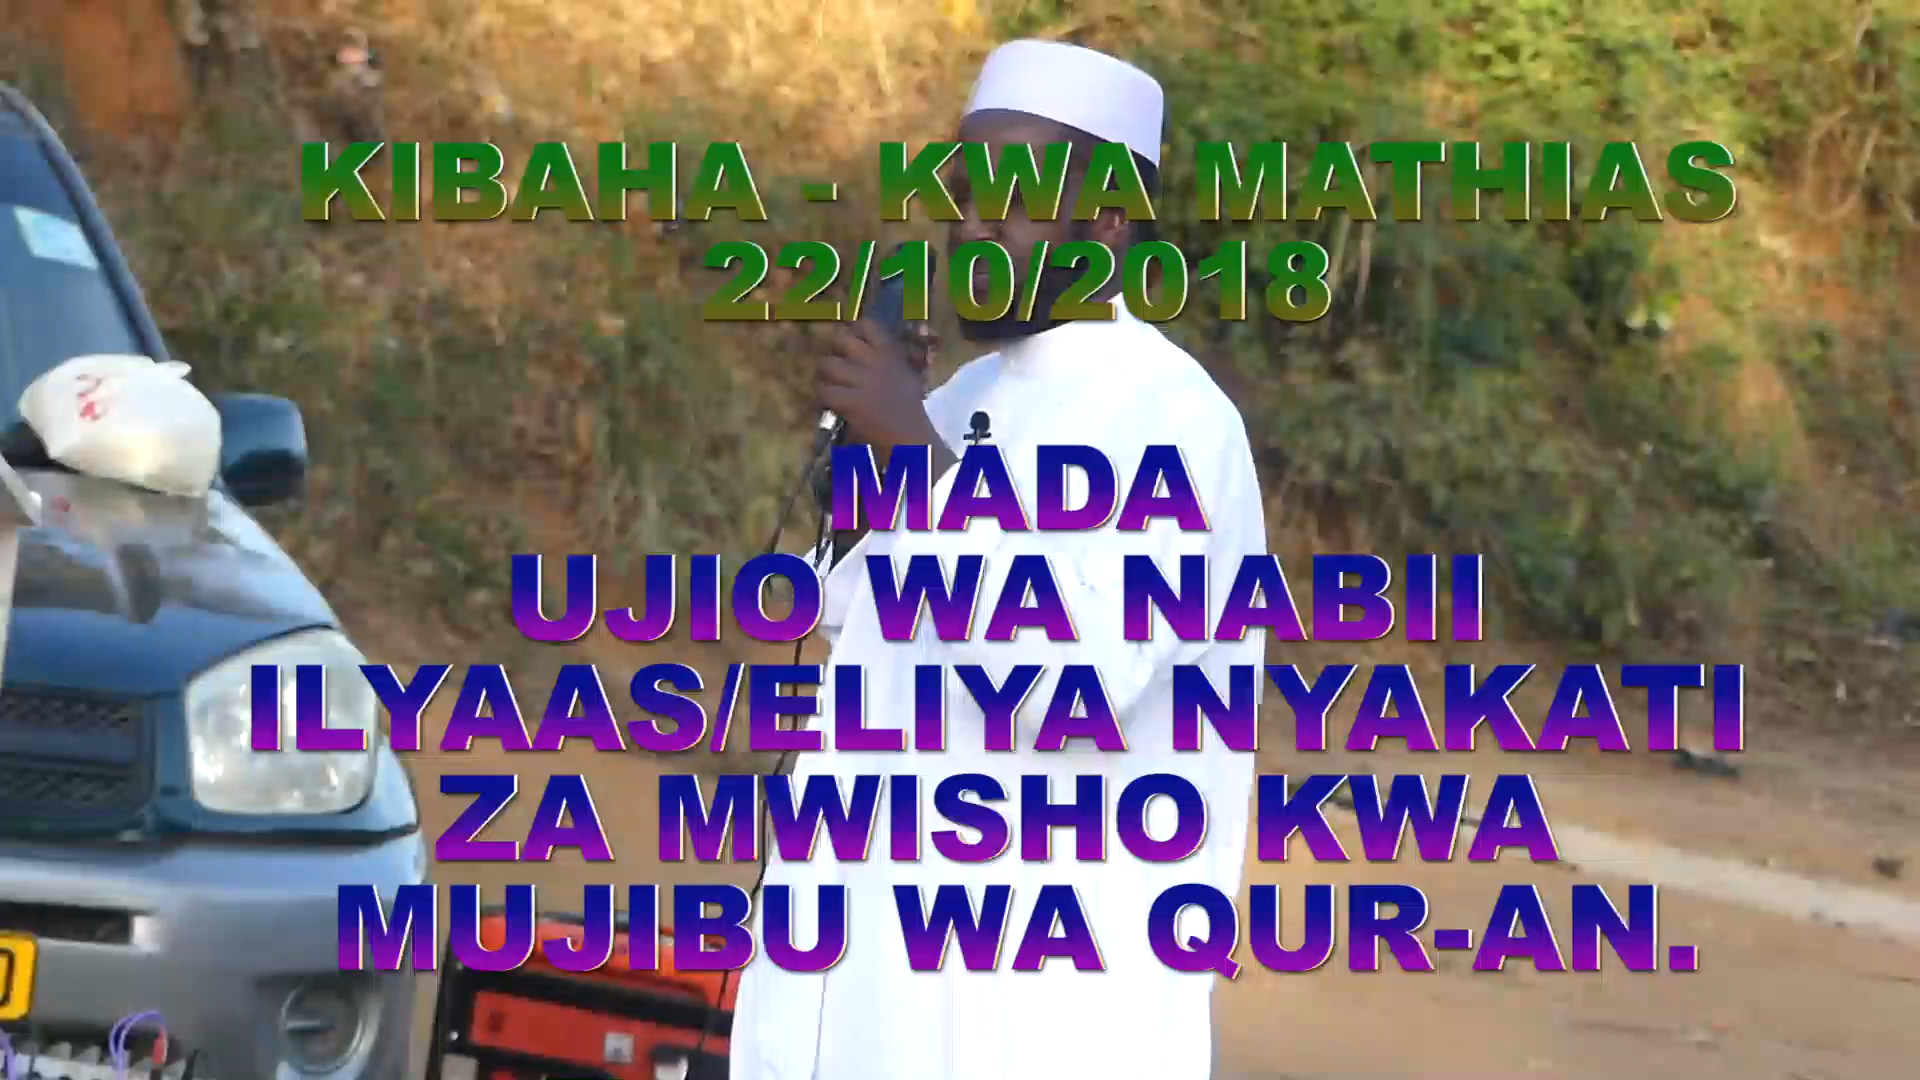 KIBAHA - KWA MATHIAS
22/10/2018
MADA
UJIO WA NABII
ILYAAS/ELIYA NYAKATI
ZA MWISHO KWA
MUJIBU WA QUR-AN.